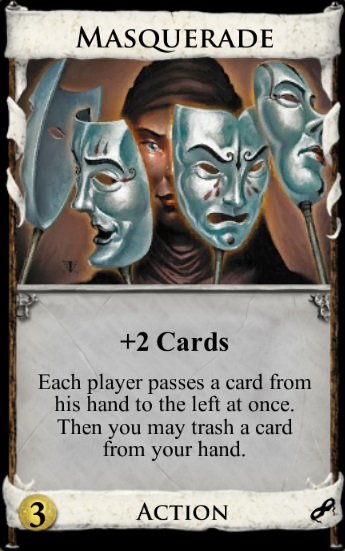 MASQUERADE
+2 Cards
Each player passes a card from
his hand to the left at once.
Then you may trash a card
from your hand.
3
ACTION